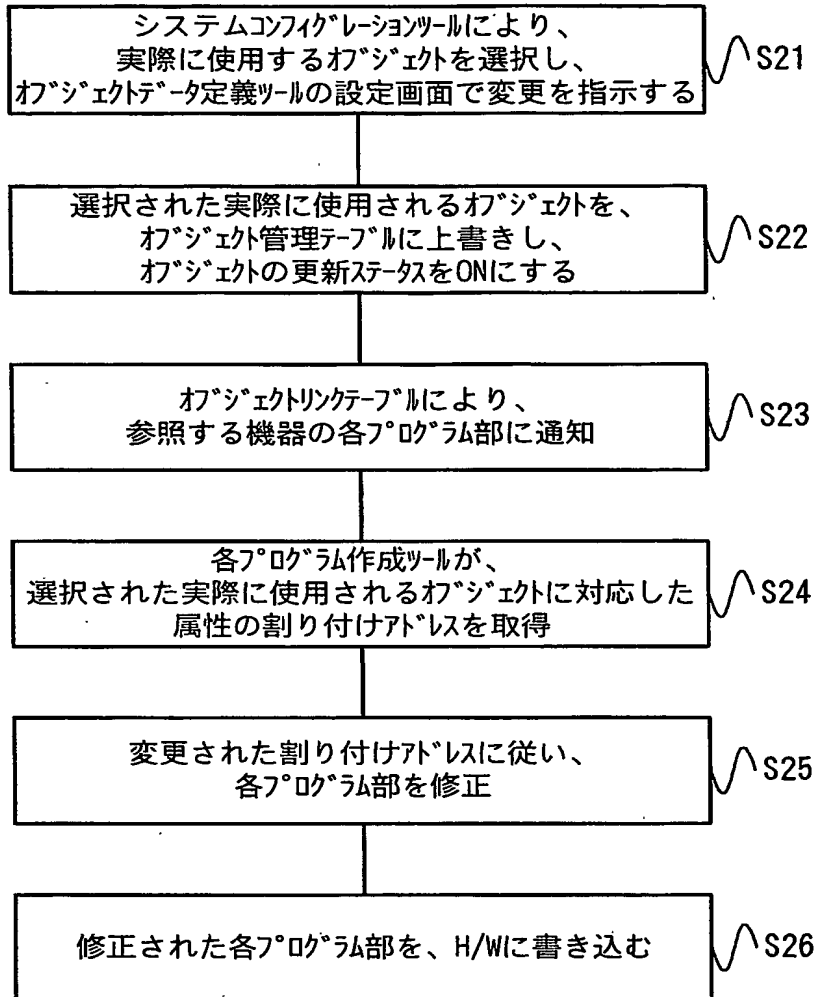 システムコンフィグレーションツールにより、
実際に使用するオブジェクトを選択し、
オブジェクトデータ定義ツールの設定画面で変更を指示する
S21
選択された実際に使用されるオブジェクトを、
オブジェクト管理テーブルに上書きし、
オブジェクトの更新ステータスをONにする
S22
オブジェクトリンクテーブルにより、
参照する機器の各プログラム部に通知
S23
各プログラム作成ツールが、
選択された実際に使用されるオブジェクトに対応した
属性の割り付けアドレスを取得
S24
変更された割り付けアドレスに従い、
各プログラム部を修正
S25
修正された各プログラム部を、H/Wに書き込む
S26